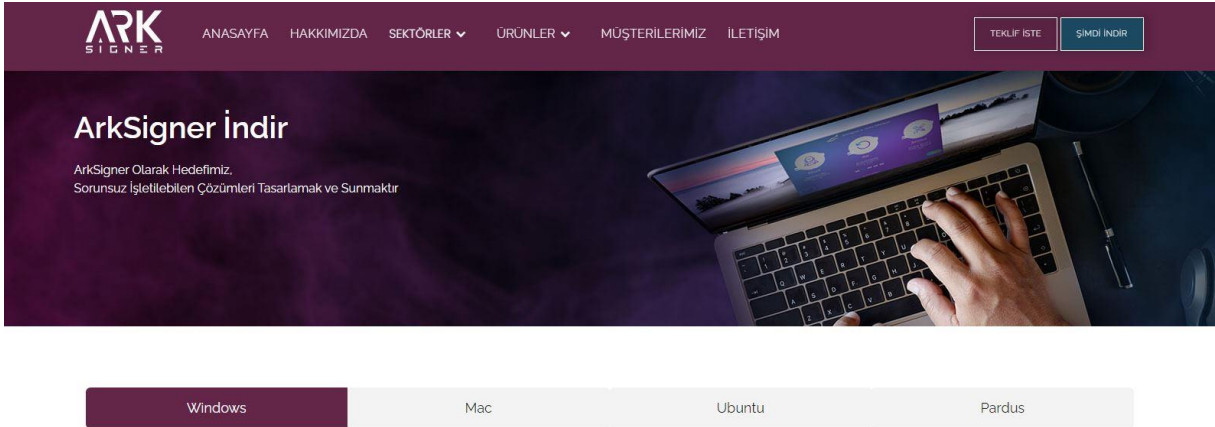 ARK
SIGNER
ANASAYFA HAKKIMIZDA SEKTÖRLER ÜRÜNLER MÜŞTERİLERİMİZ İLETİŞİM
TEKLİF İSTE ŞİMDİ İNDİR
ArkSigner İndir
ArkSigner Olarak Hedefimiz,
Sorunsuz İşletilebilen Çözümleri Tasarlamak ve Sunmaktır
Windows Mac Ubuntu Pardus